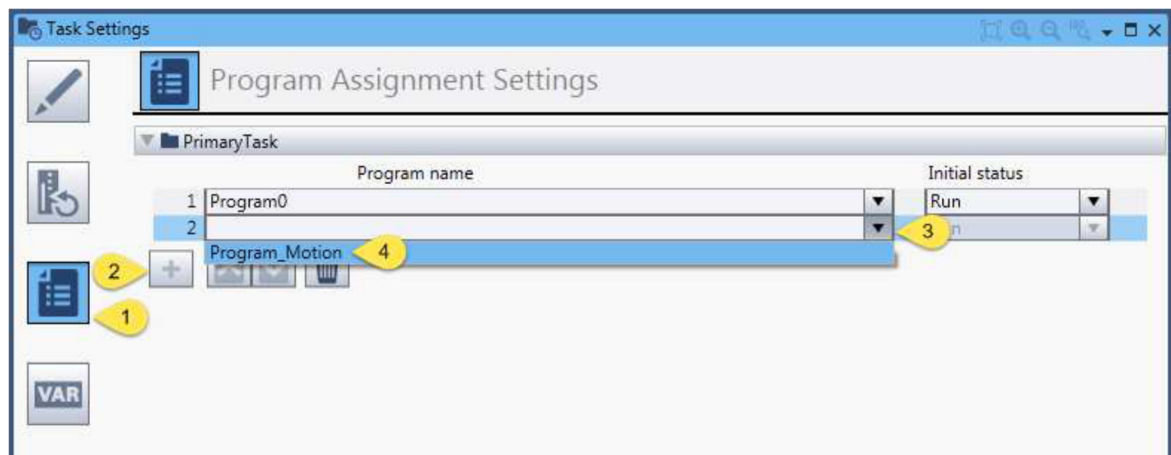 Task Settings
Program Assignment Settings
PrimaryTask
Program name Initial status
1 Program0 Run
2
3
Program_Motion 4
2
1
VAR